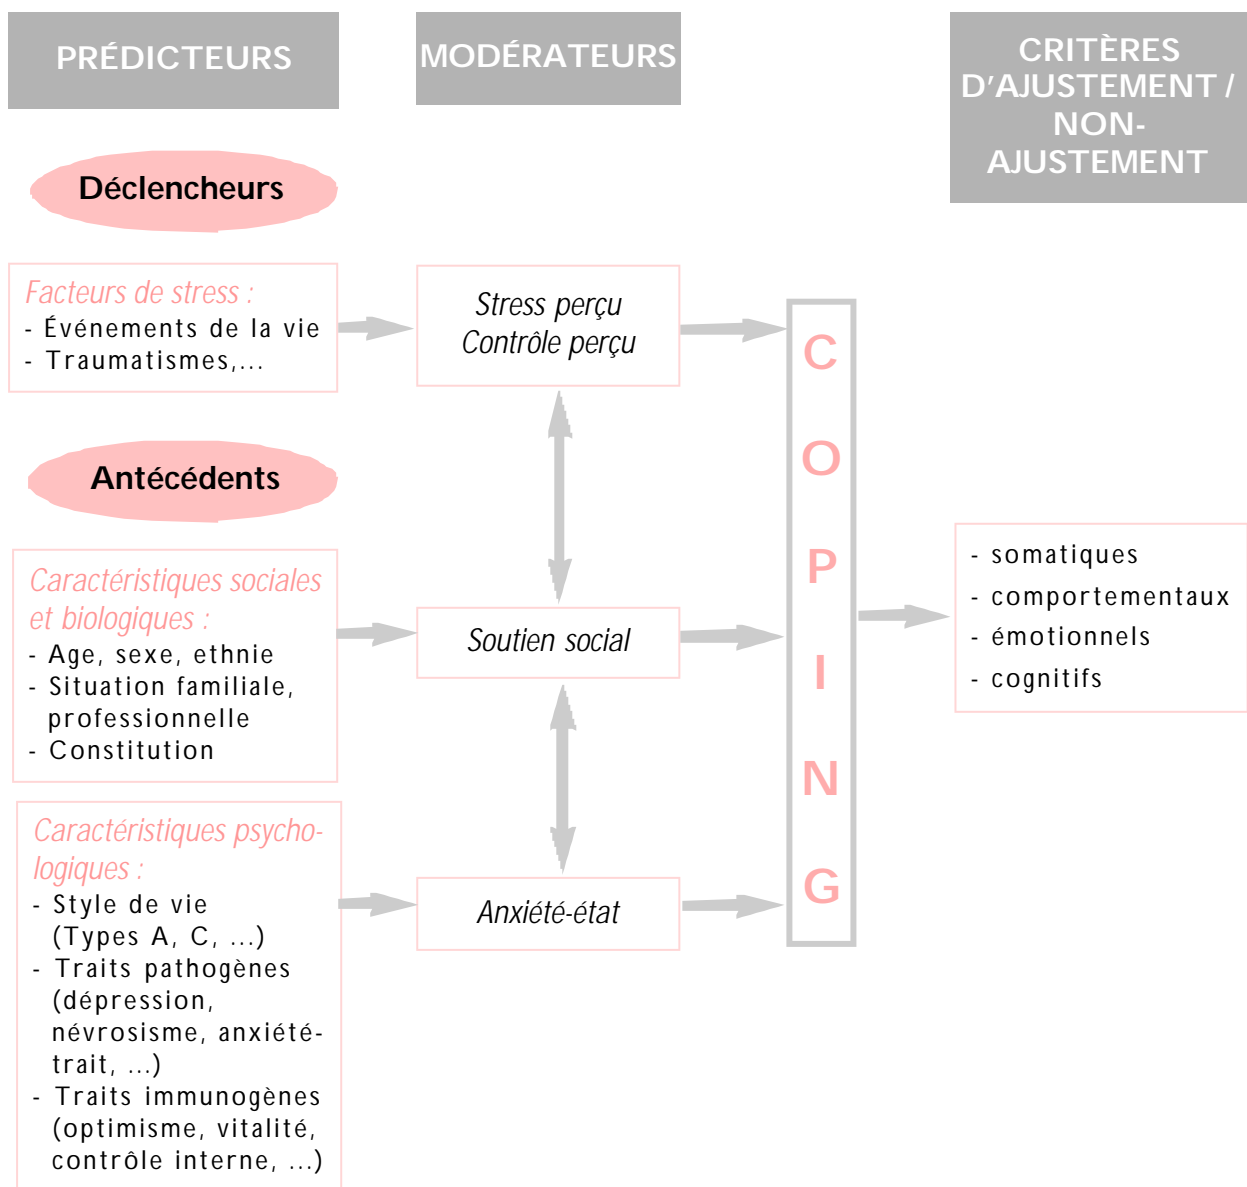 PRÉDICTEURS
MODÉRATEURS
CRITÈRES
D'AJUSTEMENT /
NON-
AJUSTEMENT
Déclencheurs
Facteurs de stress :
- Événements de la vie
- Traumatismes,...
Stress perçu
Contrôle perçu
Antécédents
Caractéristiques sociales
et biologiques :
- Age, sexe, ethnie
- Situation familiale,
professionnelle
- Constitution
Soutien social
Caractéristiques psycho-
logiques :
- Style de vie
(Types A, C, ...)
- Traits pathogènes
(dépression,
névrosisme, anxiété-
trait, ...)
- Traits immunogènes
(optimisme, vitalité,
contrôle interne, ...)
Anxiété-état
C
O
P
I
N
G
- somatiques
- comportementaux
- émotionnels
- cognitifs